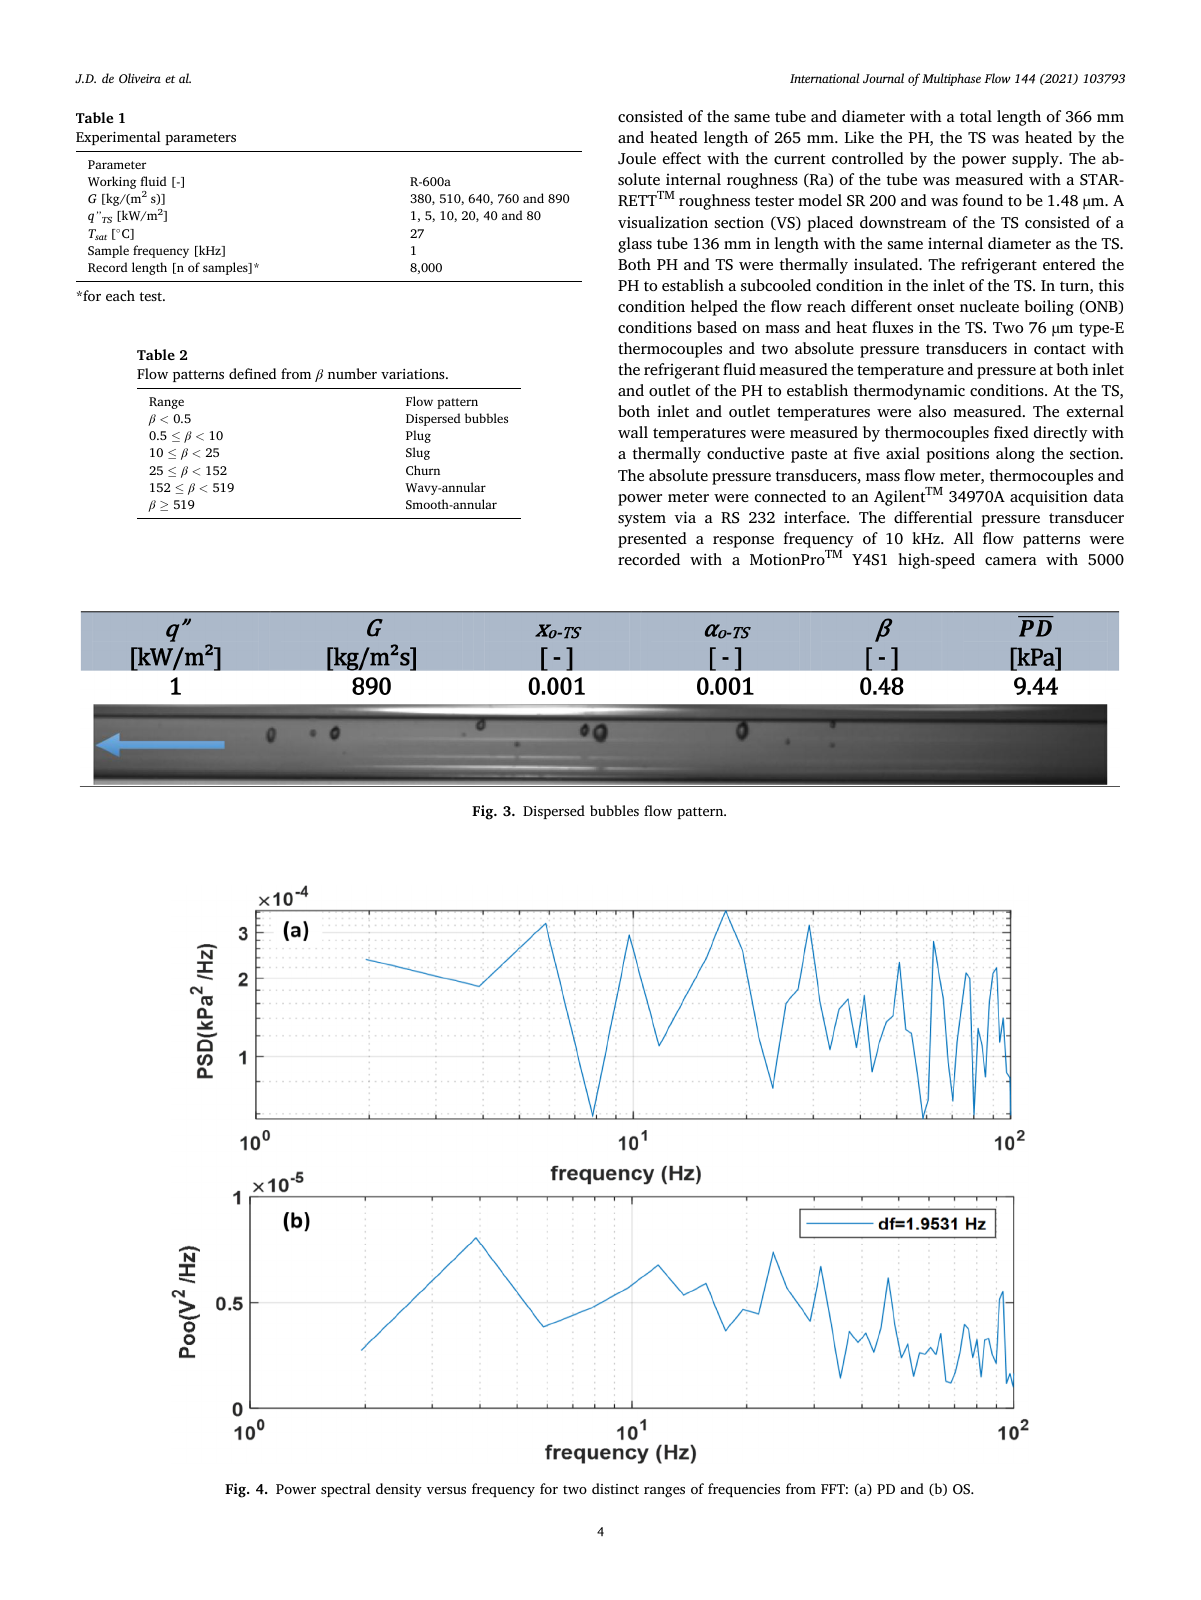 J.D. de Oliveira et al.
International Journal of Multiphase Flow 144 (2021) 103793
Table 1
Experimental parameters
Parameter
Working fluid [-] R-600a
G [kg/(m² s)] 380, 510, 640, 760 and 890
q"TS [kW/m²] 1, 5, 10, 20, 40 and 80
Tsat [°C] 27
Sample frequency [kHz] 1
Record length [n of samples]* 8,000
*for each test.
Table 2
Flow patterns defined from β number variations.
Range Flow pattern
β < 0.5 Dispersed bubbles
0.5 ≤ β < 10 Plug
10 ≤ β < 25 Slug
25 ≤ β < 152 Churn
152 ≤ β < 519 Wavy-annular
β ≥ 519 Smooth-annular
consisted of the same tube and diameter with a total length of 366 mm
and heated length of 265 mm. Like the PH, the TS was heated by the
Joule effect with the current controlled by the power supply. The ab-
solute internal roughness (Ra) of the tube was measured with a STAR-
RETT™ roughness tester model SR 200 and was found to be 1.48 μm. A
visualization section (VS) placed downstream of the TS consisted of a
glass tube 136 mm in length with the same internal diameter as the TS.
Both PH and TS were thermally insulated. The refrigerant entered the
PH to establish a subcooled condition in the inlet of the TS. In turn, this
condition helped the flow reach different onset nucleate boiling (ONB)
conditions based on mass and heat fluxes in the TS. Two 76 μm type-E
thermocouples and two absolute pressure transducers in contact with
the refrigerant fluid measured the temperature and pressure at both inlet
and outlet of the PH to establish thermodynamic conditions. At the TS,
both inlet and outlet temperatures were also measured. The external
wall temperatures were measured by thermocouples fixed directly with
a thermally conductive paste at five axial positions along the section.
The absolute pressure transducers, mass flow meter, thermocouples and
power meter were connected to an Agilent™ 34970A acquisition data
system via a RS 232 interface. The differential pressure transducer
presented a response frequency of 10 kHz. All flow patterns were
recorded with a MotionPro™ Y4S1 high-speed camera with 5000
q″ G xo-TS αo-TS β P̅D̅
[kW/m²] [kg/m²s] [ - ] [ - ] [ - ] [kPa]
1 890 0.001 0.001 0.48 9.44
Fig. 3. Dispersed bubbles flow pattern.
×10⁻⁴
(a)
3
2
1
PSD(kPa² /Hz)
10⁰ 10¹ 10²
frequency (Hz)
×10⁻⁵
(b)
df=1.9531 Hz
1
0.5
0
Poo(V² /Hz)
10⁰ 10¹ 10²
frequency (Hz)
Fig. 4. Power spectral density versus frequency for two distinct ranges of frequencies from FFT: (a) PD and (b) OS.
4